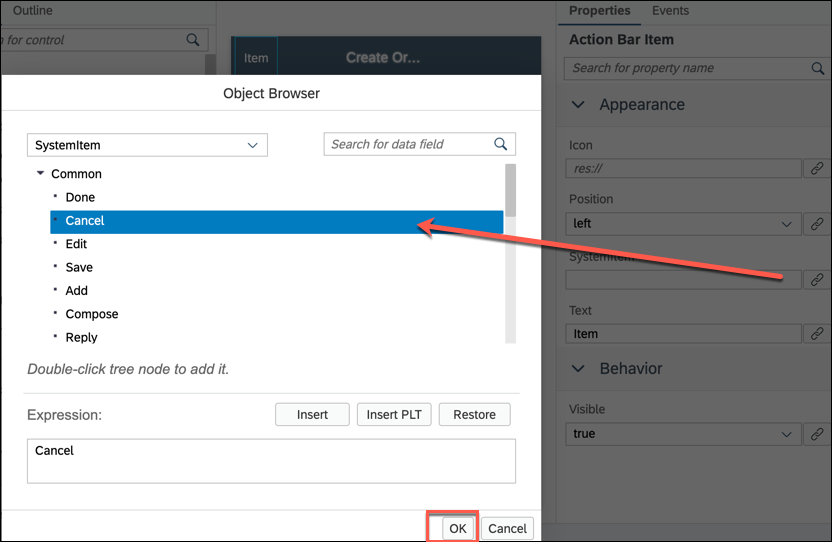 Outline
Properties Events
h for control
Item
Create Or...
Action Bar Item
Search for property name
Appearance
Icon
res://
Position
left
SystemItem
Text
Item
Behavior
Visible
true
Object Browser
SystemItem
Search for data field
Common
Done
Cancel
Edit
Save
Add
Compose
Reply
Double-click tree node to add it.
Expression:
Insert
Insert PLT
Restore
Cancel
OK
Cancel